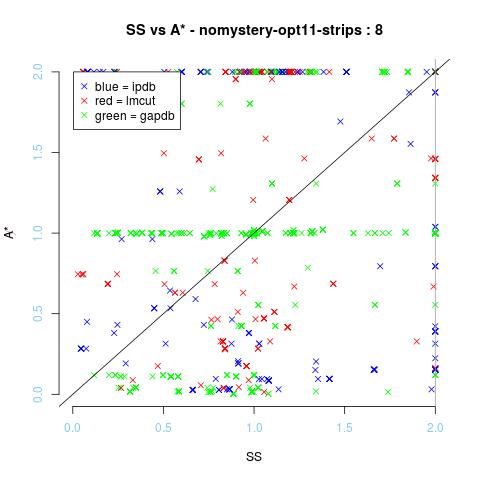 SS vs A* - nomystery-opt11-strips : 8
blue = lpdb
red = lmcut
green = gapdb
2.0
1.5
1.0
0.5
0.0
A*
0.0 0.5 1.0 1.5 2.0
SS